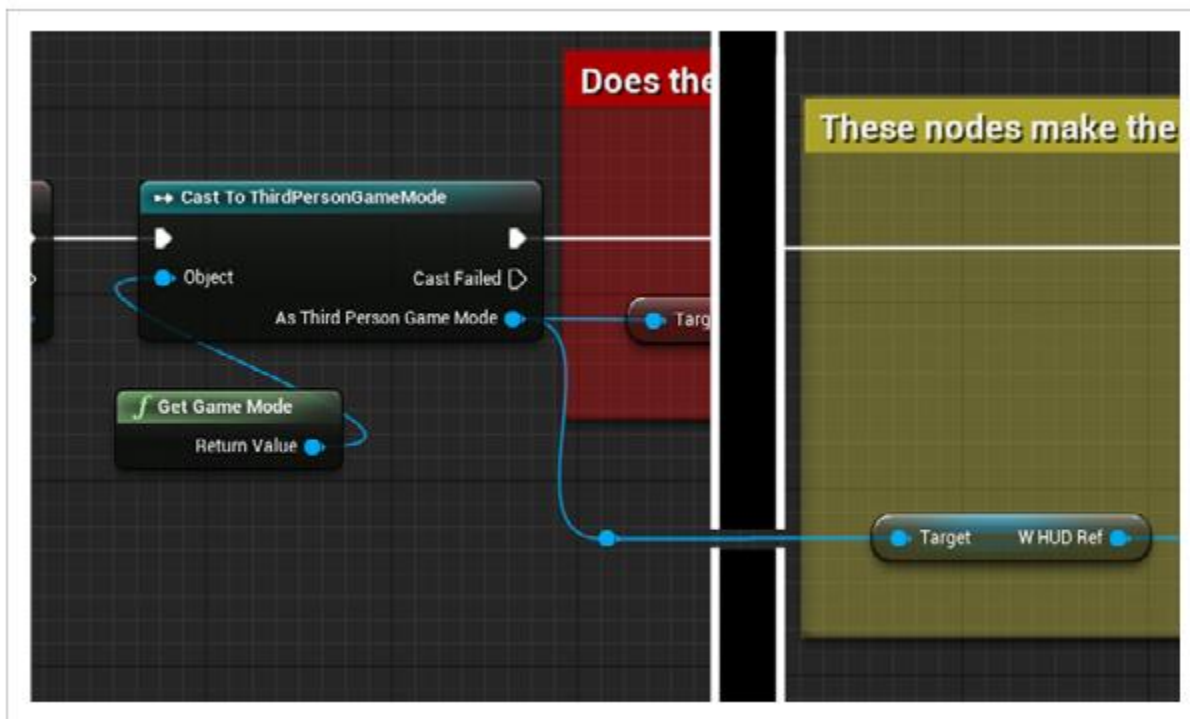 Does the
These nodes make the
Cast To ThirdPersonGameMode
Object
Cast Failed
As Third Person Game Mode
Get Game Mode
Return Value
Target W HUD Ref